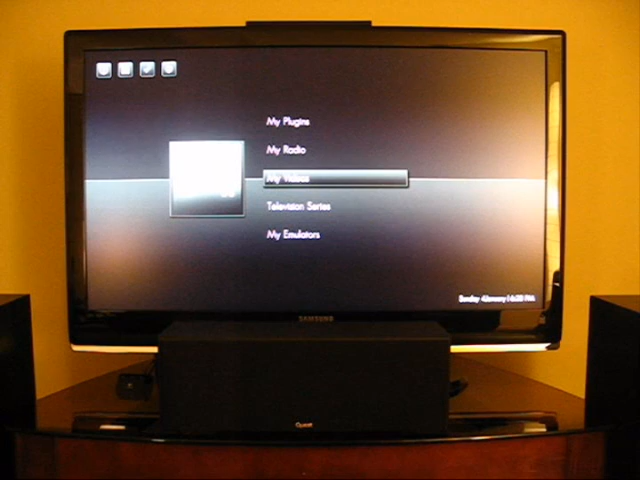 My Plugins
My Radio
My Videos
Television Series
My Emulators
SAMSUNG